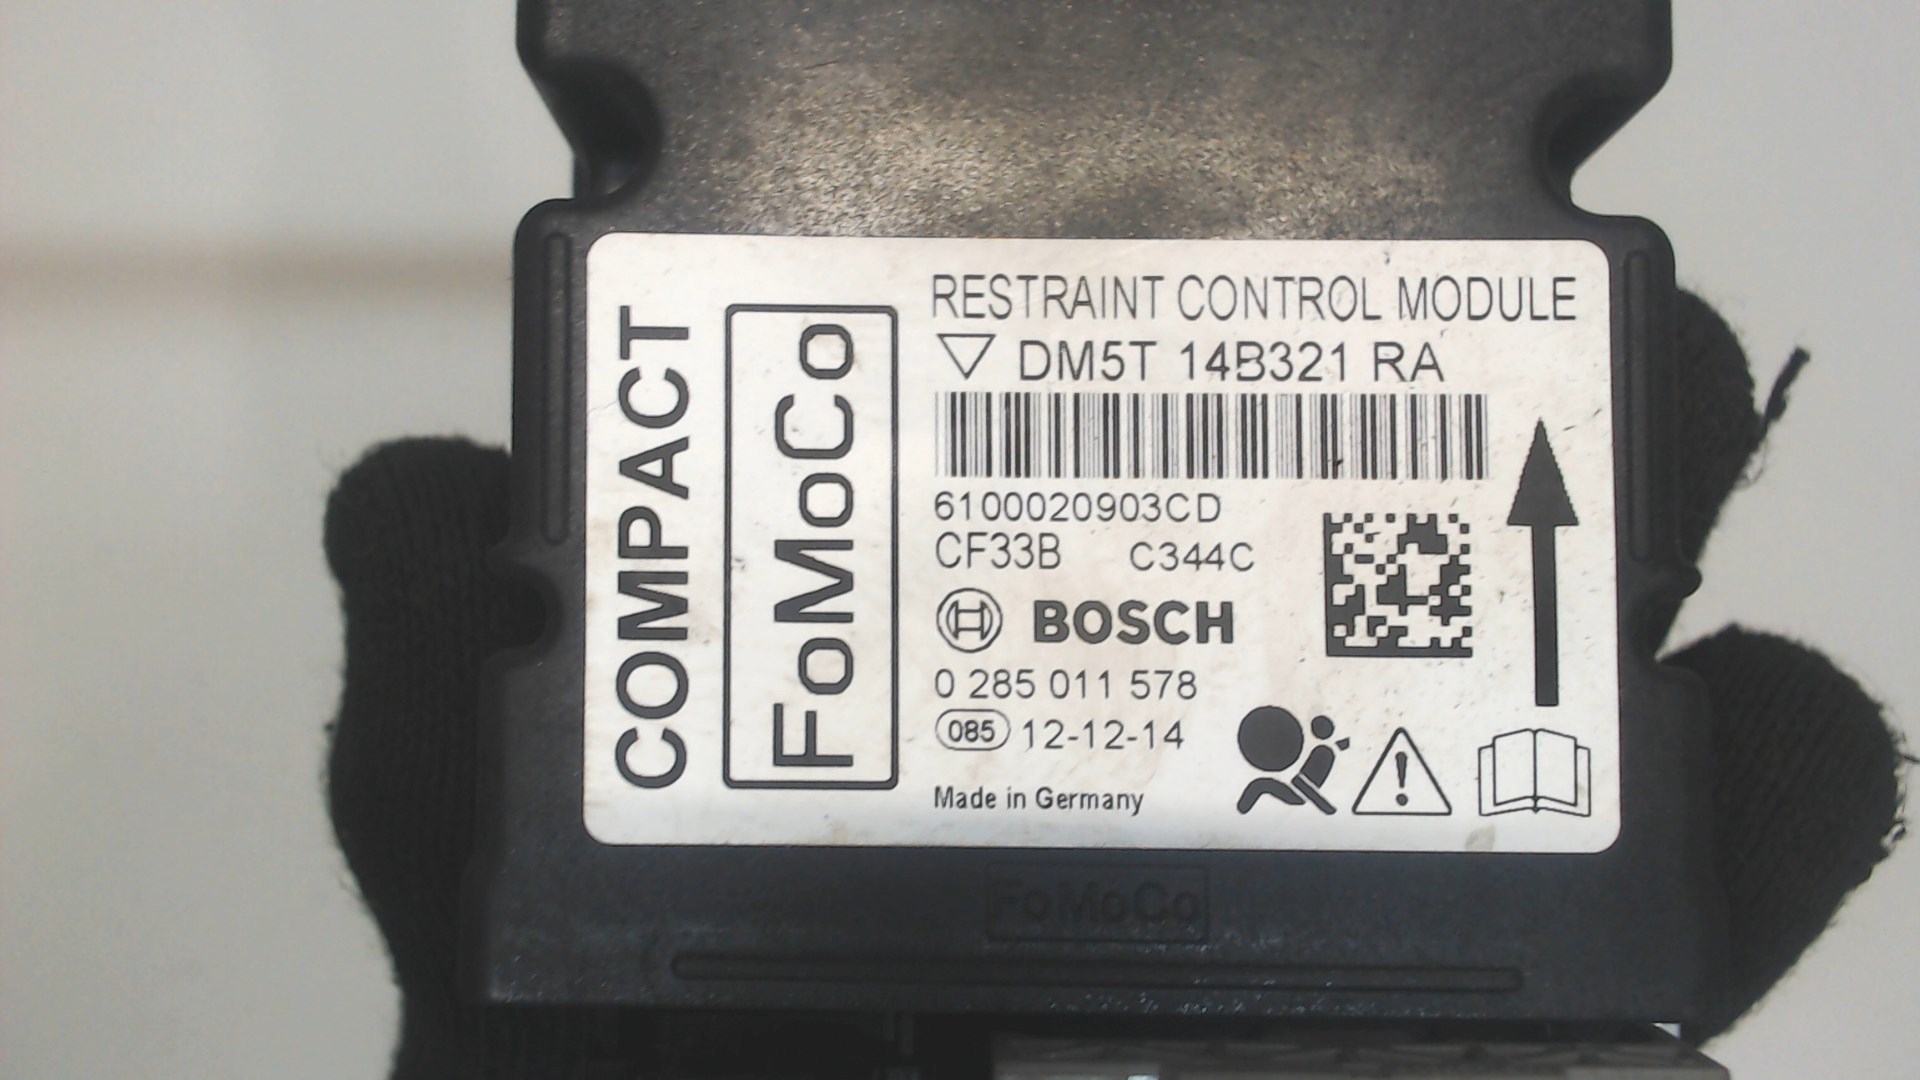 COMPACT
FoMoCo
RESTRAINT CONTROL MODULE
DM5T 14B321 RA
6100020903CD
CF33B C344C
BOSCH
0 285 011 578
085 12-12-14
Made in Germany
FoMoCo